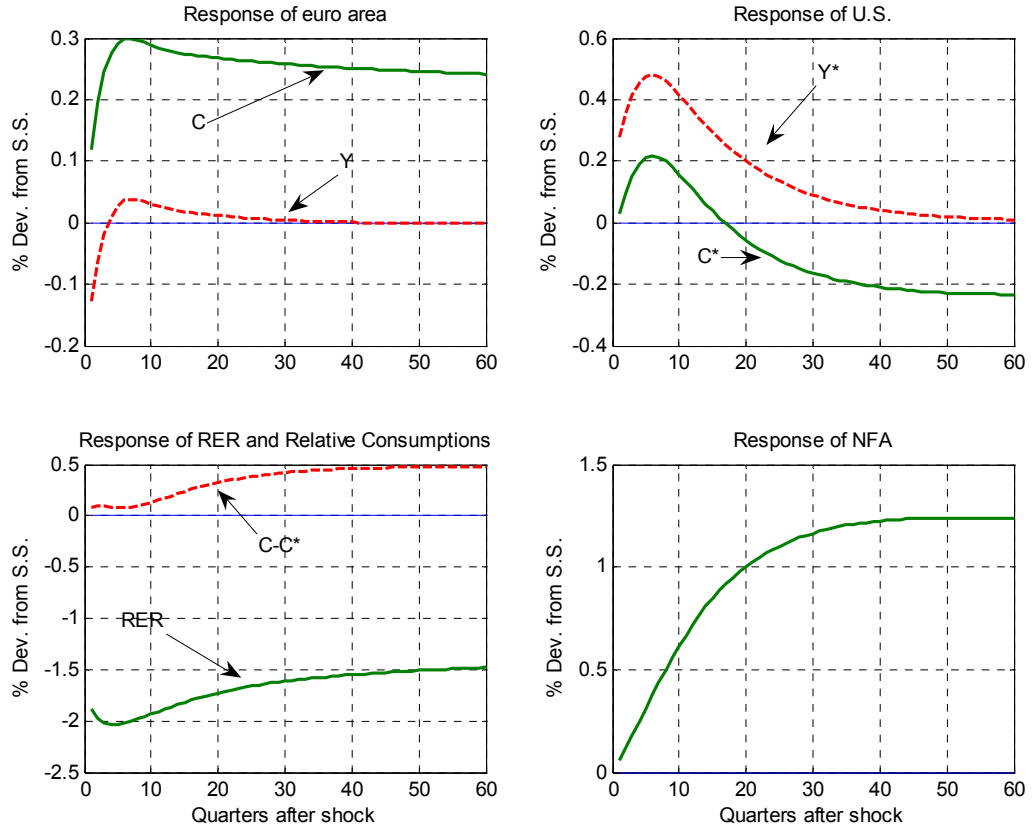 Response of euro area
% Dev. from S.S.
0.3
0.2
0.1
0
-0.1
-0.2
0 10 20 30 40 50 60
C
Y
Response of U.S.
% Dev. from S.S.
0.6
0.4
0.2
0
-0.2
-0.4
0 10 20 30 40 50 60
Y*
C*
Response of RER and Relative Consumptions
% Dev. from S.S.
0.5
0
-0.5
-1
-1.5
-2
-2.5
0 10 20 30 40 50 60
C-C*
RER
Quarters after shock
Response of NFA
% Dev. from S.S.
1.5
1
0.5
0
0 10 20 30 40 50 60
Quarters after shock